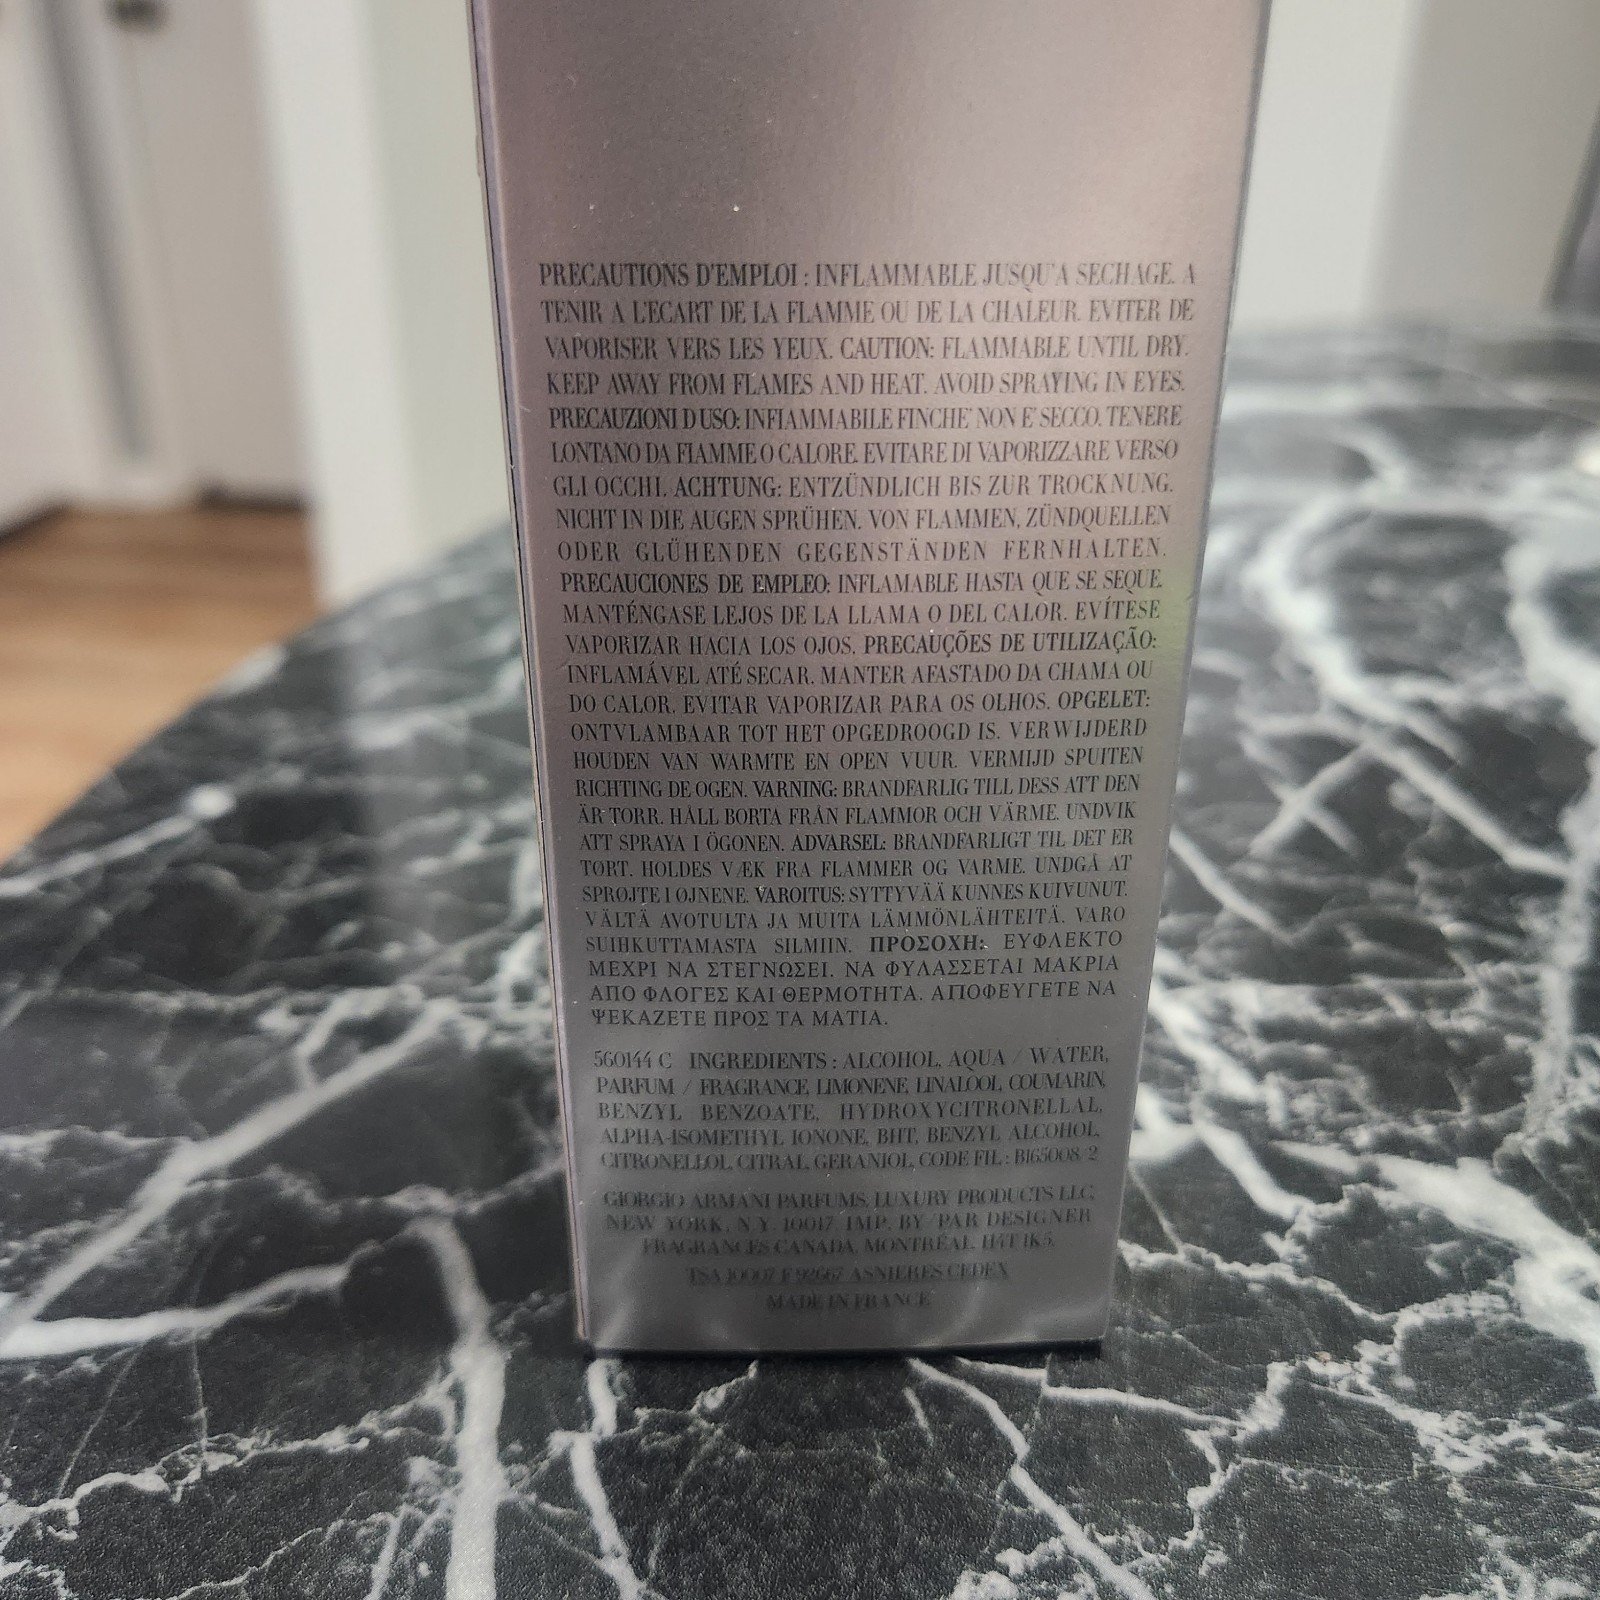 PRECAUTIONS D'EMPLOI : INFLAMMABLE JUSQU'A SECHAGE. A
TENIR A L'ECART DE LA FLAMME OU DE LA CHALEUR. EVITER DE
VAPORISER VERS LES YEUX. CAUTION: FLAMMABLE UNTIL DRY.
KEEP AWAY FROM FLAMES AND HEAT. AVOID SPRAYING IN EYES.
PRECAUZIONI D'USO: INFIAMMABILE FINCHE' NON E' SECCO. TENERE
LONTANO DA FIAMME O CALORE. EVITARE DI VAPORIZZARE VERSO
GLI OCCHI. ACHTUNG: ENTZÜNDLICH BIS ZUR TROCKNUNG.
NICHT IN DIE AUGEN SPRÜHEN. VON FLAMMEN, ZÜNDQUELLEN
ODER GLÜHENDEN GEGENSTÄNDEN FERNHALTEN.
PRECAUCIONES DE EMPLEO: INFLAMABLE HASTA QUE SE SEQUE.
MANTÉNGASE LEJOS DE LA LLAMA O DEL CALOR. EVÍTESE
VAPORIZAR HACIA LOS OJOS. PRECAUÇÕES DE UTILIZAÇÃO:
INFLAMÁVEL ATÉ SECAR. MANTER AFASTADO DA CHAMA OU
DO CALOR. EVITAR VAPORIZAR PARA OS OLHOS. OPGELET:
ONTVLAMBAAR TOT HET OPGEDROOGD IS. VERWIJDERD
HOUDEN VAN WARMTE EN OPEN VUUR. VERMIJD SPUITEN
RICHTING DE OGEN. VARNING: BRANDFARLIG TILL DESS ATT DEN
ÄR TORR. HÅLL BORTA FRÅN FLAMMOR OCH VÄRME. UNDVIK
ATT SPRAYA I ÖGONEN. ADVARSEL: BRANDFARLIGT TIL DET ER
TØRT. HOLDES VÆK FRA FLAMMER OG VARME. UNDGÅ AT
SPRØJTE I ØJNENE. VAROITUS: SYTTYVÄÄ KUNNES KUIVUNUT.
VÄLTÄ AVOTULTA JA MUITA LÄMMÖNLÄHTEITÄ. VARO
SUIHKUTTAMASTA SILMIIN. ΠΡΟΣΟΧΗ: ΕΥΦΛΕΚΤΟ
ΜΕΧΡΙ ΝΑ ΣΤΕΓΝΩΣΕΙ. ΝΑ ΦΥΛΑΣΣΕΤΑΙ ΜΑΚΡΙΑ
ΑΠΟ ΦΛΟΓΕΣ ΚΑΙ ΘΕΡΜΟΤΗΤΑ. ΑΠΟΦΕΥΓΕΤΕ ΝΑ
ΨΕΚΑΖΕΤΕ ΠΡΟΣ ΤΑ ΜΑΤΙΑ.
560144 C INGREDIENTS : ALCOHOL, AQUA / WATER,
PARFUM / FRAGRANCE, LIMONENE, LINALOOL, COUMARIN,
BENZYL BENZOATE, HYDROXYCITRONELLAL,
ALPHA-ISOMETHYL IONONE, BHT, BENZYL ALCOHOL,
CITRONELLOL, CITRAL, GERANIOL, CODE FIL : B165008/2
GIORGIO ARMANI PARFUMS, LUXURY PRODUCTS LLC,
NEW YORK, N.Y. 10017. IMP. BY/PAR DESIGNER
FRAGRANCES CANADA, MONTRÉAL, H4T 1K5.
TSA 10007 F 92667 ASNIERES CEDEX
MADE IN FRANCE